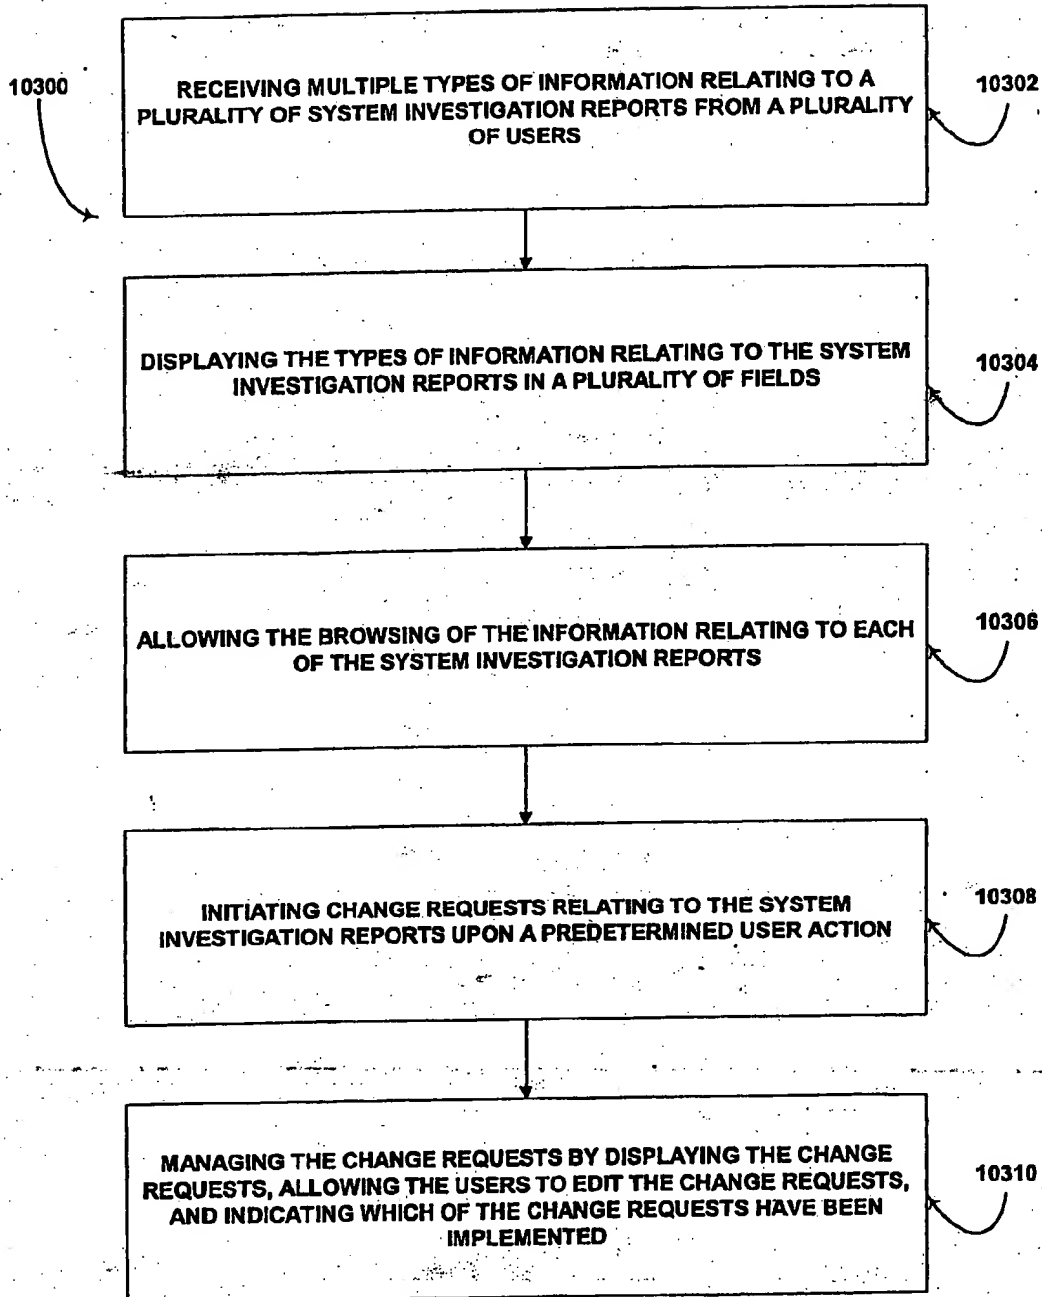 10300
RECEIVING MULTIPLE TYPES OF INFORMATION RELATING TO A
PLURALITY OF SYSTEM INVESTIGATION REPORTS FROM A PLURALITY
OF USERS
10302
DISPLAYING THE TYPES OF INFORMATION RELATING TO THE SYSTEM
INVESTIGATION REPORTS IN A PLURALITY OF FIELDS
10304
ALLOWING THE BROWSING OF THE INFORMATION RELATING TO EACH
OF THE SYSTEM INVESTIGATION REPORTS
10306
INITIATING CHANGE REQUESTS RELATING TO THE SYSTEM
INVESTIGATION REPORTS UPON A PREDETERMINED USER ACTION
10308
MANAGING THE CHANGE REQUESTS BY DISPLAYING THE CHANGE
REQUESTS, ALLOWING THE USERS TO EDIT THE CHANGE REQUESTS,
AND INDICATING WHICH OF THE CHANGE REQUESTS HAVE BEEN
IMPLEMENTED
10310